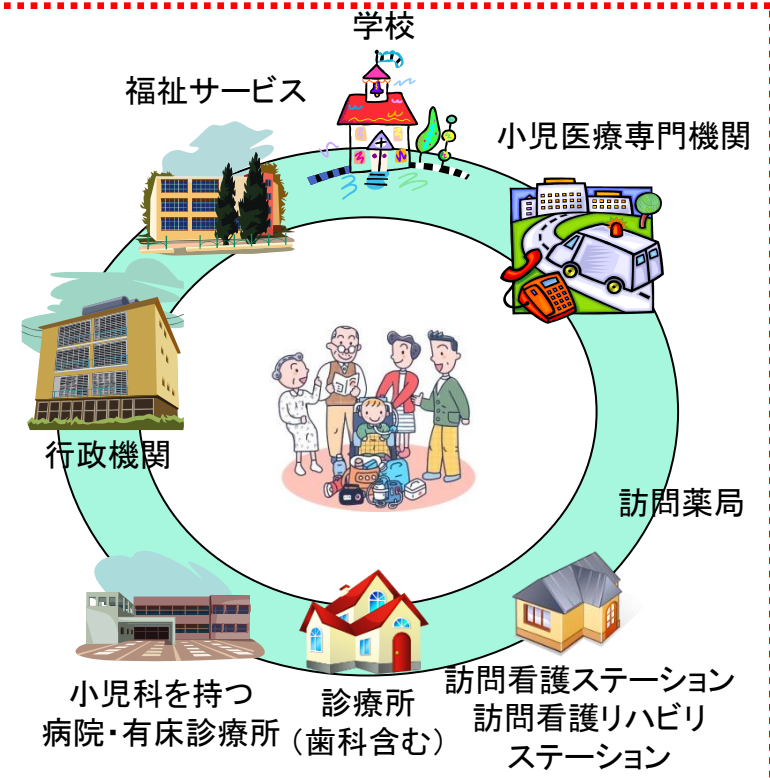 学校
福祉サービス
小児医療専門機関
行政機関
訪問薬局
小児科を持つ
病院・有床診療所
診療所
（歯科含む）
訪問看護ステーション
訪問看護リハビリ
ステーション